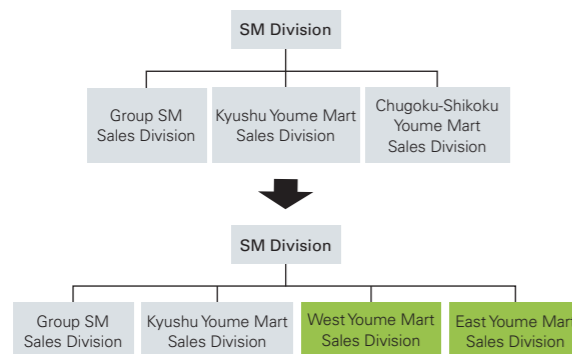 SM Division
Group SM
Sales Division
Kyushu Youme Mart
Sales Division
Chugoku-Shikoku
Youme Mart
Sales Division
SM Division
Group SM
Sales Division
Kyushu Youme Mart
Sales Division
West Youme Mart
Sales Division
East Youme Mart
Sales Division